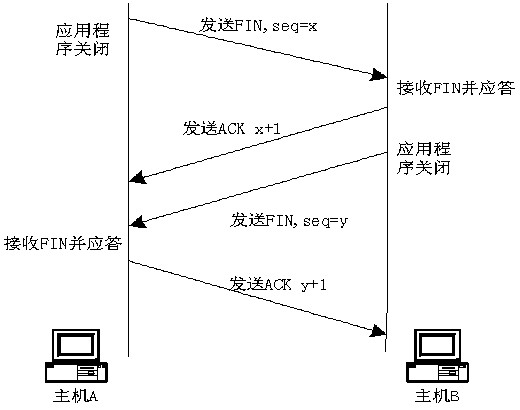 应用程
序关闭
发送FIN,seq=x
接收FIN并应答
发送ACK x+1
应用程
序关闭
发送FIN,seq=y
接收FIN并应答
发送ACK y+1
主机A
主机B